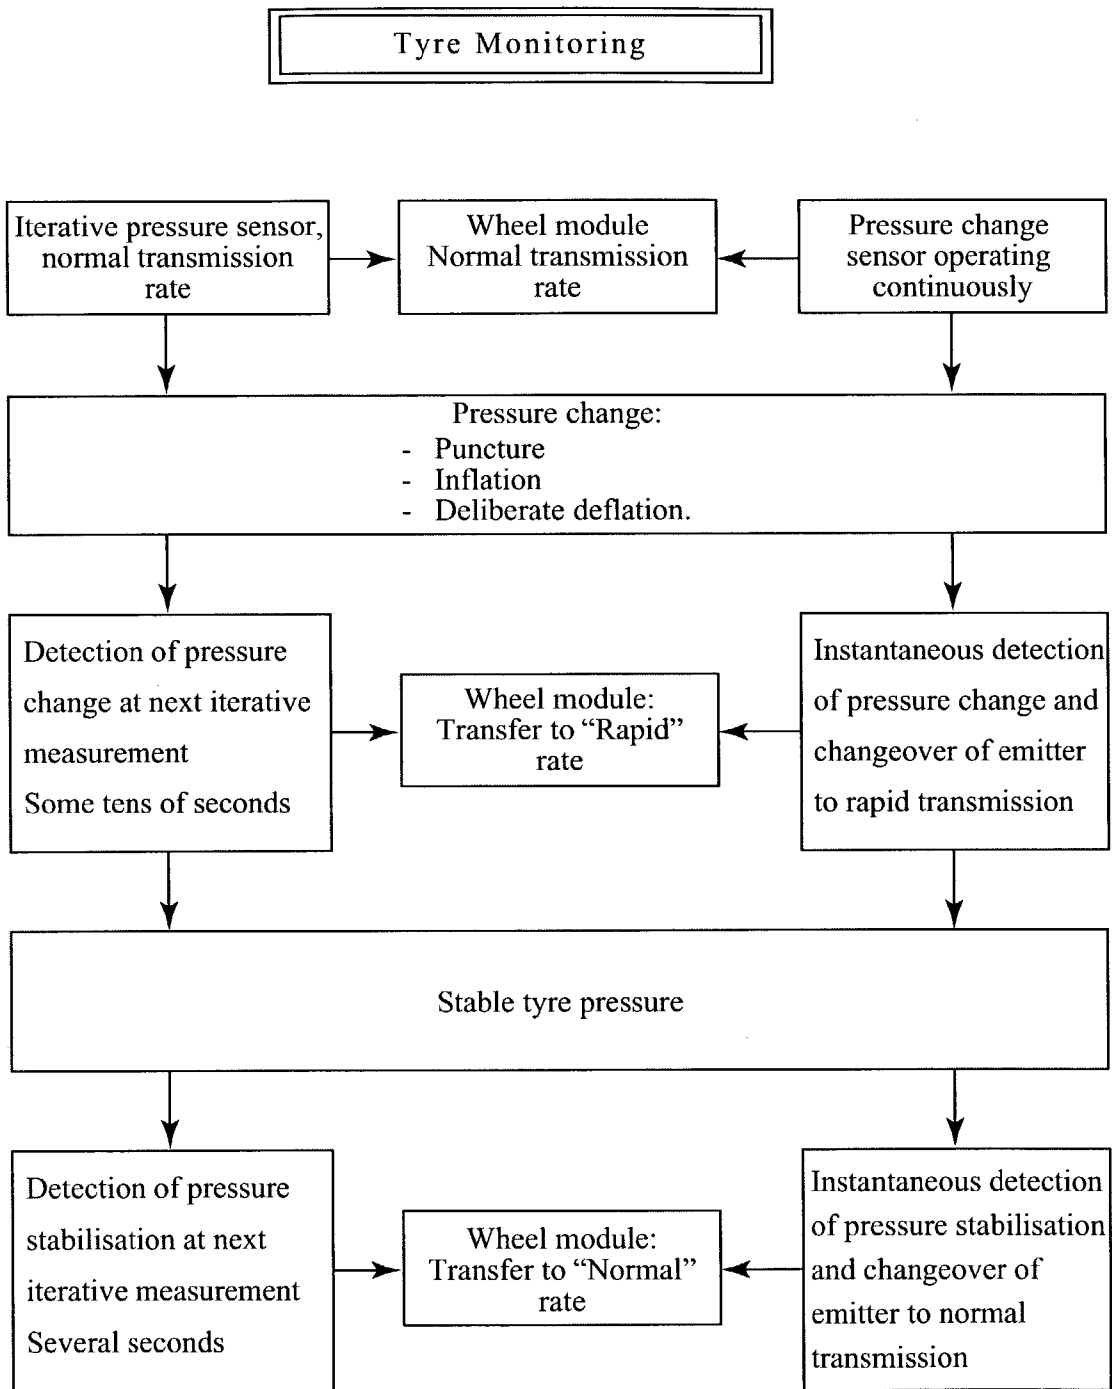 Tyre Monitoring
Iterative pressure sensor,
normal transmission
rate
Wheel module
Normal transmission
rate
Pressure change
sensor operating
continuously
Pressure change:
- Puncture
- Inflation
- Deliberate deflation.
Detection of pressure
change at next iterative
measurement
Some tens of seconds
Wheel module:
Transfer to “Rapid”
rate
Instantaneous detection
of pressure change and
changeover of emitter
to rapid transmission
Stable tyre pressure
Detection of pressure
stabilisation at next
iterative measurement
Several seconds
Wheel module:
Transfer to “Normal”
rate
Instantaneous detection
of pressure stabilisation
and changeover of
emitter to normal
transmission